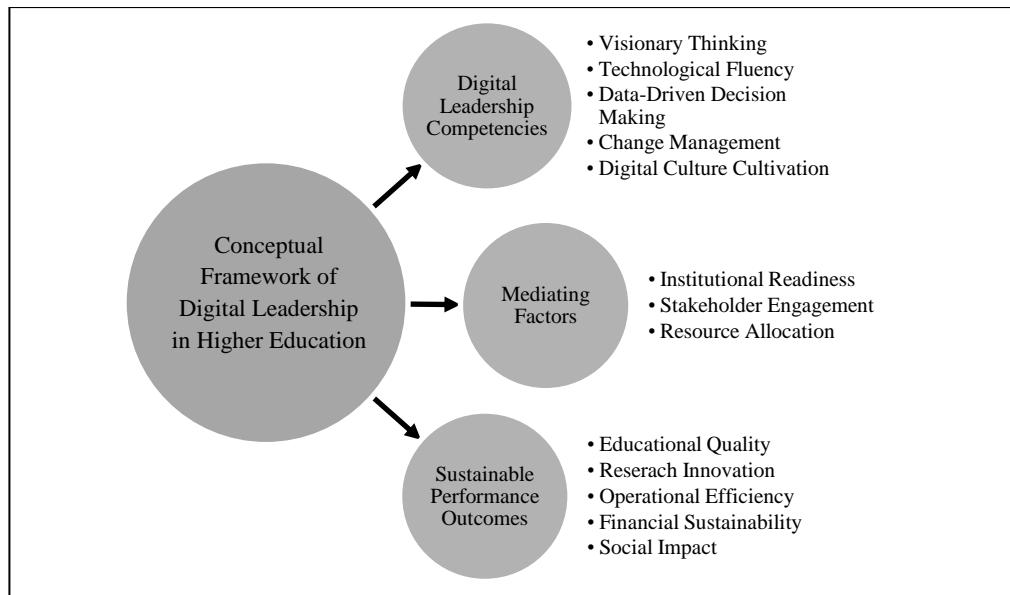 Conceptual
Framework of
Digital Leadership
in Higher Education
Digital
Leadership
Competencies
• Visionary Thinking
• Technological Fluency
• Data-Driven Decision
Making
• Change Management
• Digital Culture Cultivation
Mediating
Factors
• Institutional Readiness
• Stakeholder Engagement
• Resource Allocation
Sustainable
Performance
Outcomes
• Educational Quality
• Reserach Innovation
• Operational Efficiency
• Financial Sustainability
• Social Impact